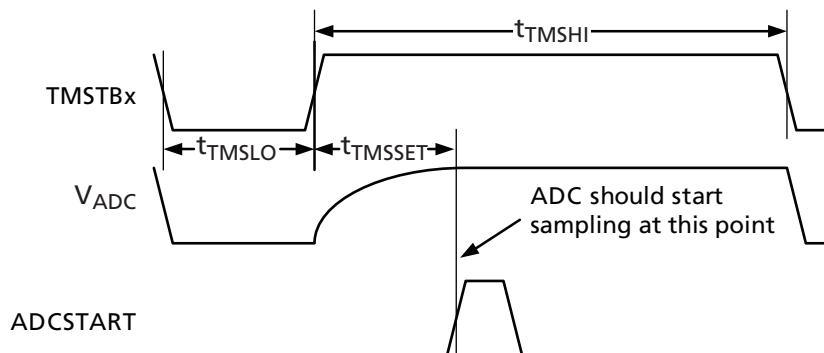 tTMSHI
TMSTBx
tTMSLO
tTMSSET
VADC
ADC should start
sampling at this point
ADCSTART